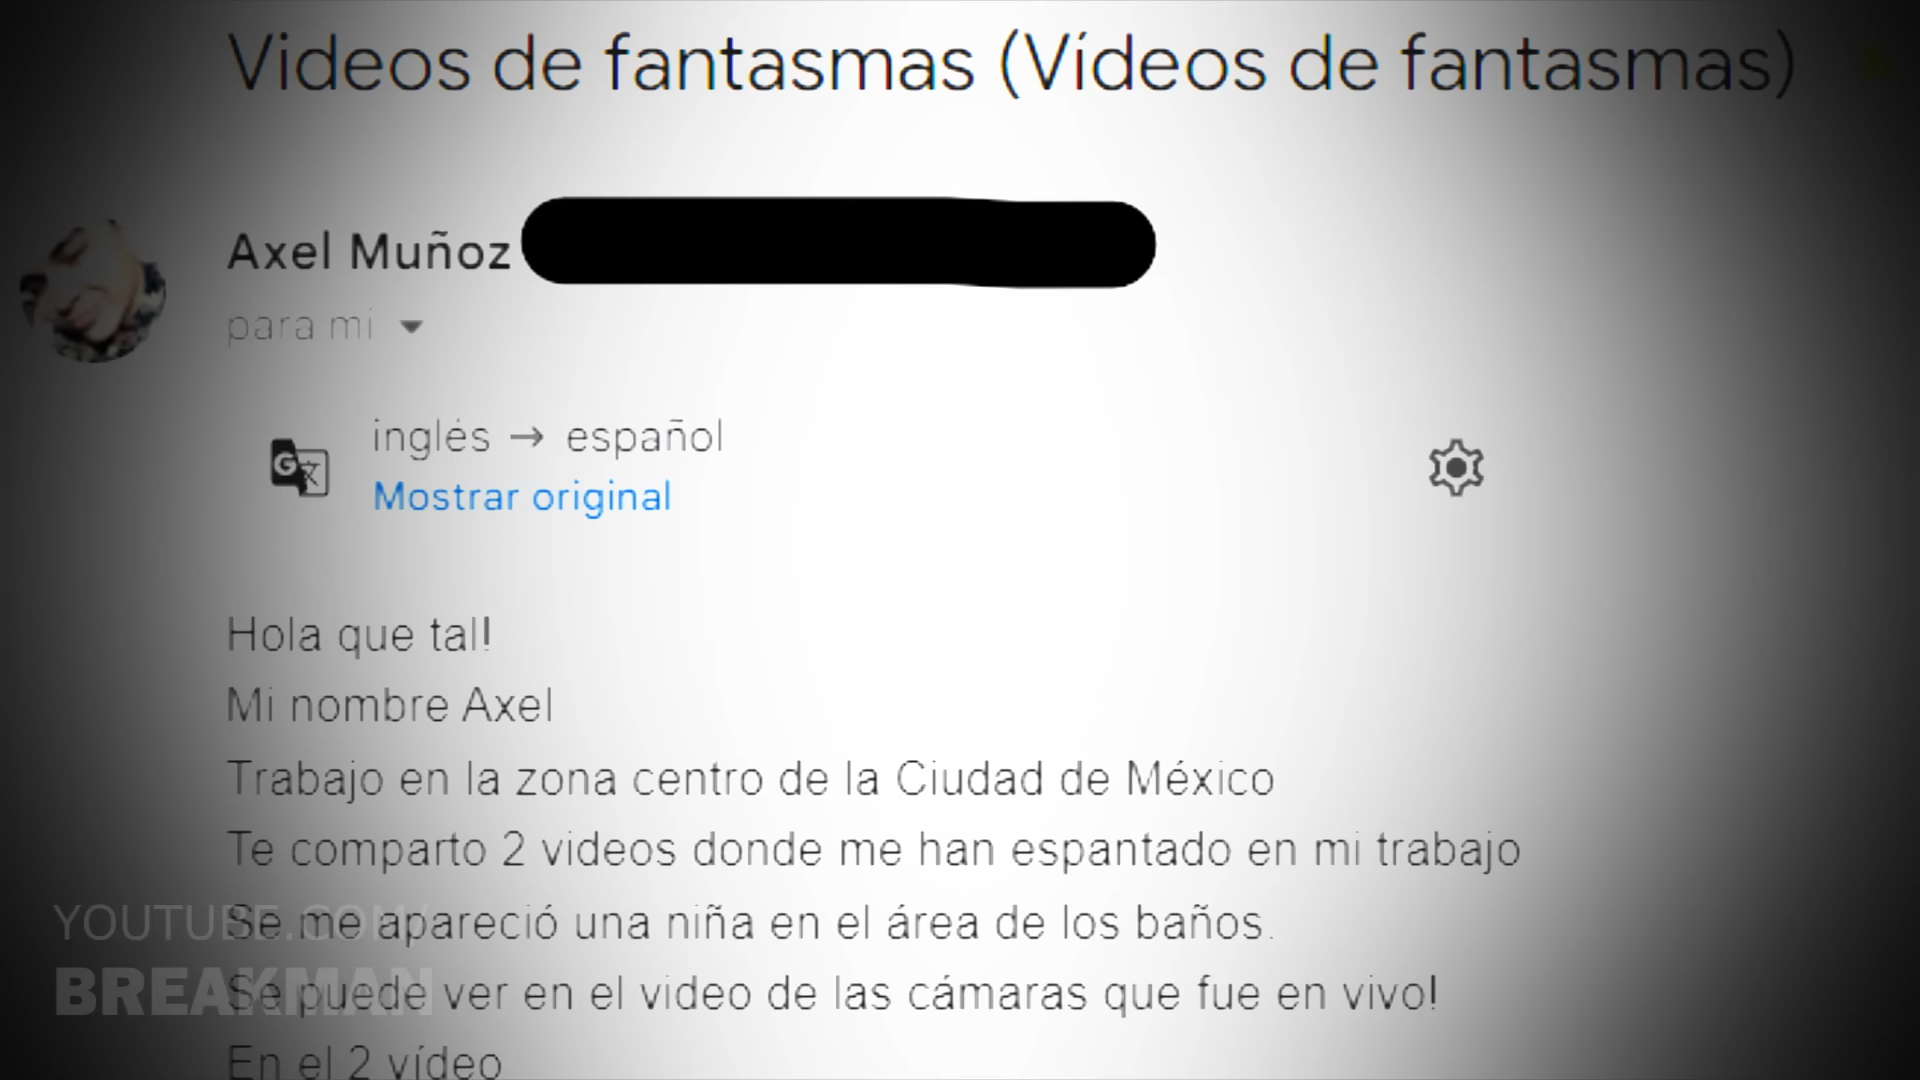 Videos de fantasmas (Vídeos de fantasmas)
Axel Muñoz
para mi
inglés → español
Mostrar original
Hola que tal!
Mi nombre Axel
Trabajo en la zona centro de la Ciudad de México
Te comparto 2 videos donde me han espantado en mi trabajo
Se me apareció una niña en el área de los baños.
Se puede ver en el video de las cámaras que fue en vivo!
En el 2 vídeo
YOUTUBE.COM/
BREAKMAN